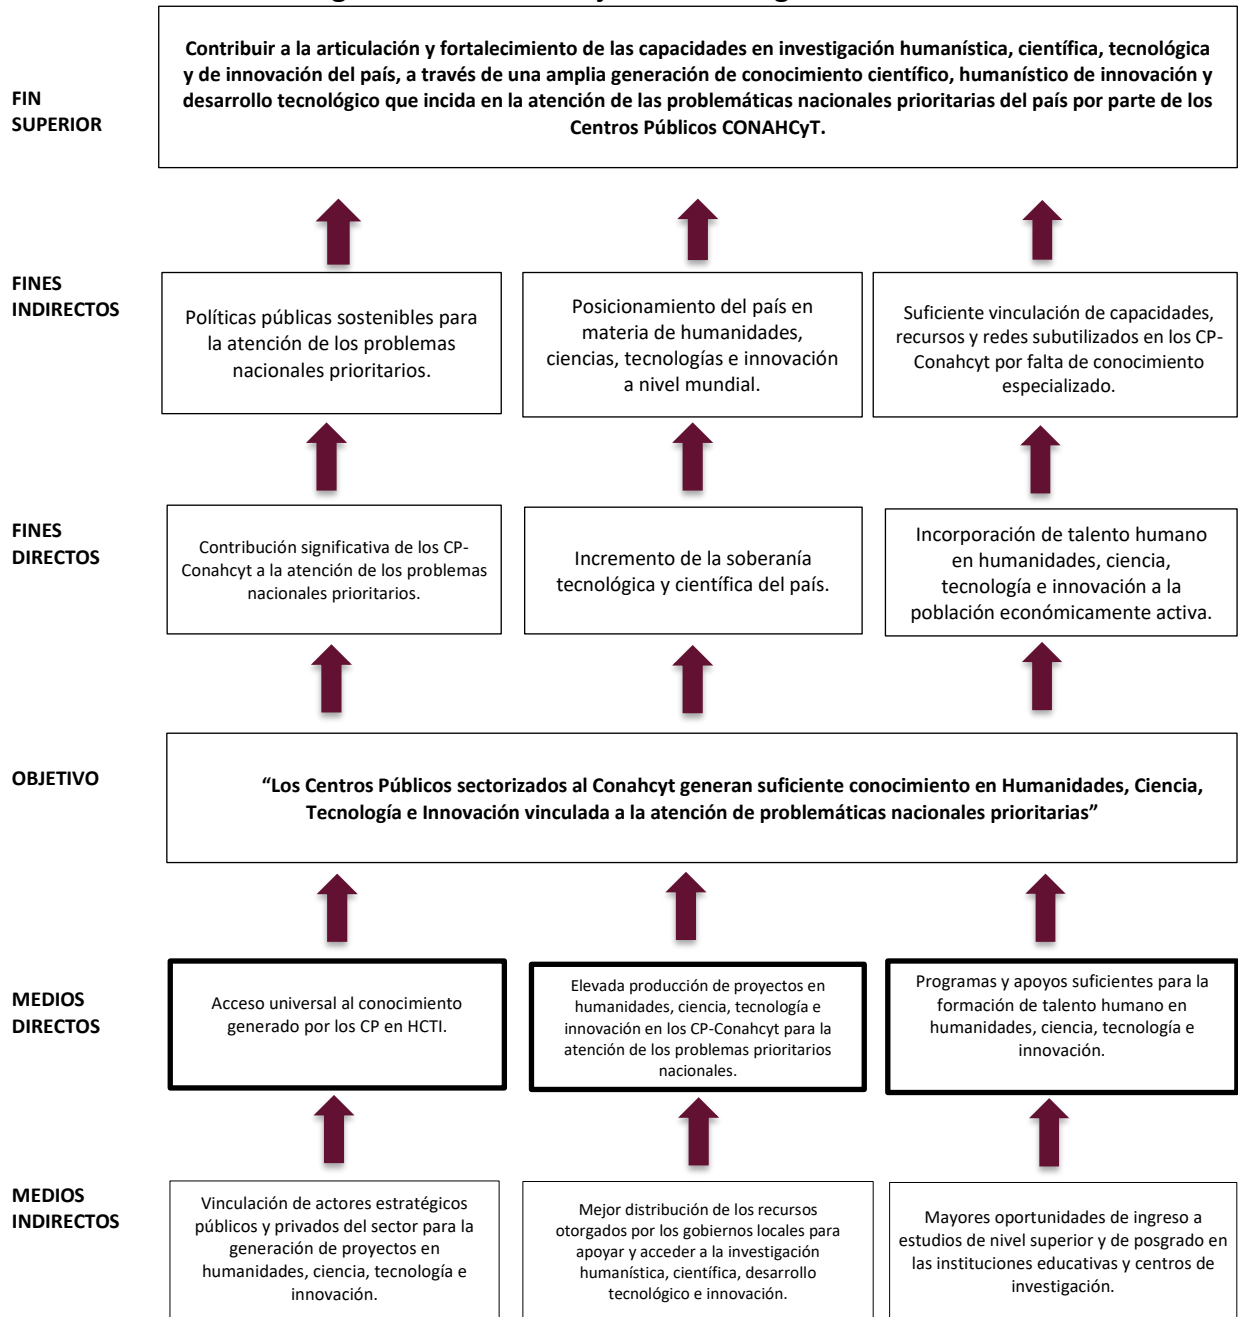 Contribuir a la articulación y fortalecimiento de las capacidades en investigación humanística, científica, tecnológica
y de innovación del país, a través de una amplia generación de conocimiento científico, humanístico de innovación y
desarrollo tecnológico que incida en la atención de las problemáticas nacionales prioritarias del país por parte de los
Centros Públicos CONAHCyT.
FIN
SUPERIOR
FINES
INDIRECTOS
Políticas públicas sostenibles para
la atención de los problemas
nacionales prioritarios.
Posicionamiento del país en
materia de humanidades,
ciencias, tecnologías e innovación
a nivel mundial.
Suficiente vinculación de capacidades,
recursos y redes subutilizados en los CP-
Conahcyt por falta de conocimiento
especializado.
FINES
DIRECTOS
Contribución significativa de los CP-
Conahcyt a la atención de los problemas
nacionales prioritarios.
Incremento de la soberanía
tecnológica y científica del país.
Incorporación de talento humano
en humanidades, ciencia,
tecnología e innovación a la
población económicamente activa.
OBJETIVO
“Los Centros Públicos sectorizados al Conahcyt generan suficiente conocimiento en Humanidades, Ciencia,
Tecnología e Innovación vinculada a la atención de problemáticas nacionales prioritarias”
MEDIOS
DIRECTOS
Acceso universal al conocimiento
generado por los CP en HCTI.
Elevada producción de proyectos en
humanidades, ciencia, tecnología e
innovación en los CP-Conahcyt para la
atención de los problemas prioritarios
nacionales.
Programas y apoyos suficientes para la
formación de talento humano en
humanidades, ciencia, tecnología e
innovación.
MEDIOS
INDIRECTOS
Vinculación de actores estratégicos
públicos y privados del sector para la
generación de proyectos en
humanidades, ciencia, tecnología e
innovación.
Mejor distribución de los recursos
otorgados por los gobiernos locales para
apoyar y acceder a la investigación
humanística, científica, desarrollo
tecnológico e innovación.
Mayores oportunidades de ingreso a
estudios de nivel superior y de posgrado en
las instituciones educativas y centros de
investigación.